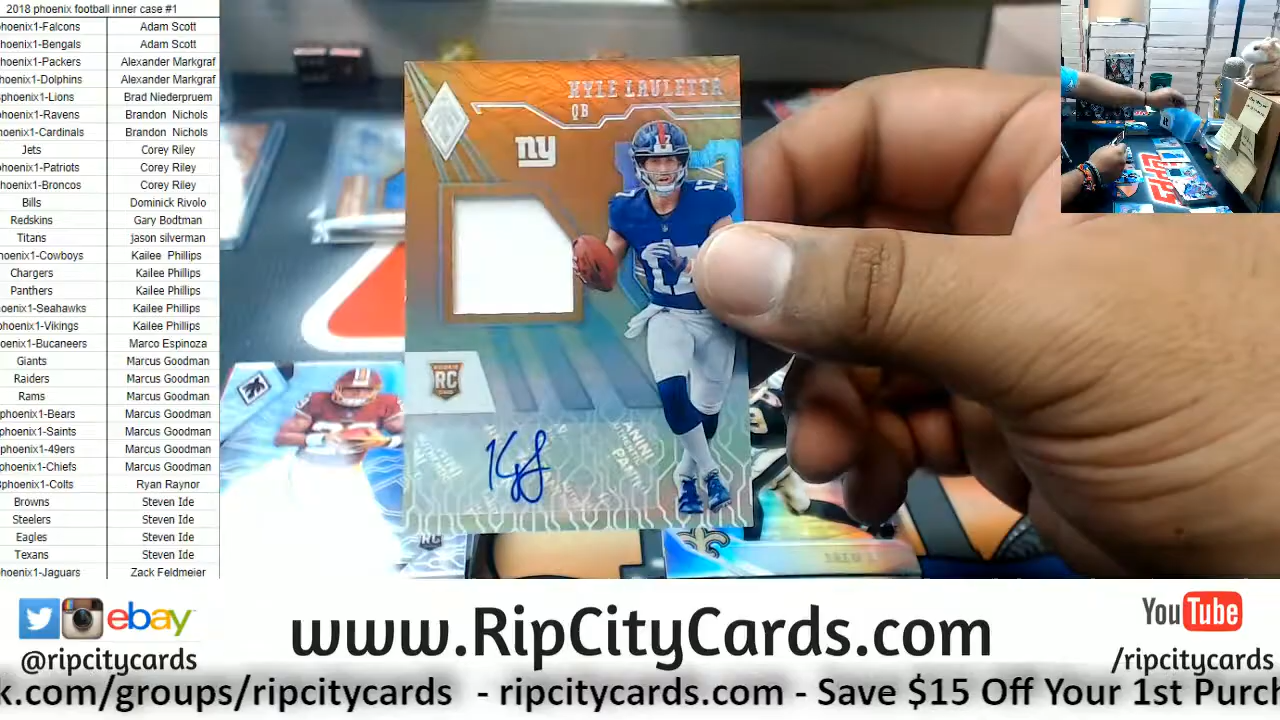 2018 phoenix football inner case #1
hoenix1-Falcons Adam Scott
hoenix1-Bengals Adam Scott
hoenix1-Packers Alexander Markgraf
hoenix1-Dolphins Alexander Markgraf
phoenix1-Lions Brad Niederpruem
hoenix1-Ravens Brandon Nichols
hoenix1-Cardinals Brandon Nichols
Jets Corey Riley
hoenix1-Patriots Corey Riley
hoenix1-Broncos Corey Riley
Bills Dominick Rivolo
Redskins Gary Bodtman
Titans jason silverman
hoenix1-Cowboys Kailee Phillips
Chargers Kailee Phillips
Panthers Kailee Phillips
hoenix1-Seahawks Kailee Phillips
hoenix1-Vikings Kailee Phillips
oenix1-Bucaneers Marco Espinoza
Giants Marcus Goodman
Raiders Marcus Goodman
Rams Marcus Goodman
phoenix1-Bears Marcus Goodman
phoenix1-Saints Marcus Goodman
phoenix1-49ers Marcus Goodman
phoenix1-Chiefs Marcus Goodman
phoenix1-Colts Ryan Raynor
Browns Steven Ide
Steelers Steven Ide
Eagles Steven Ide
Texans Steven Ide
hoenix1-Jaguars Zack Feldmeier
KYLE LAULETTA
QB
ny
17
ROOKIE
RC
PANINI
RC
ebay
@ripcitycards
www.RipCityCards.com
YouTube
/ripcitycards
k.com/groups/ripcitycards - ripcitycards.com - Save $15 Off Your 1st Purch